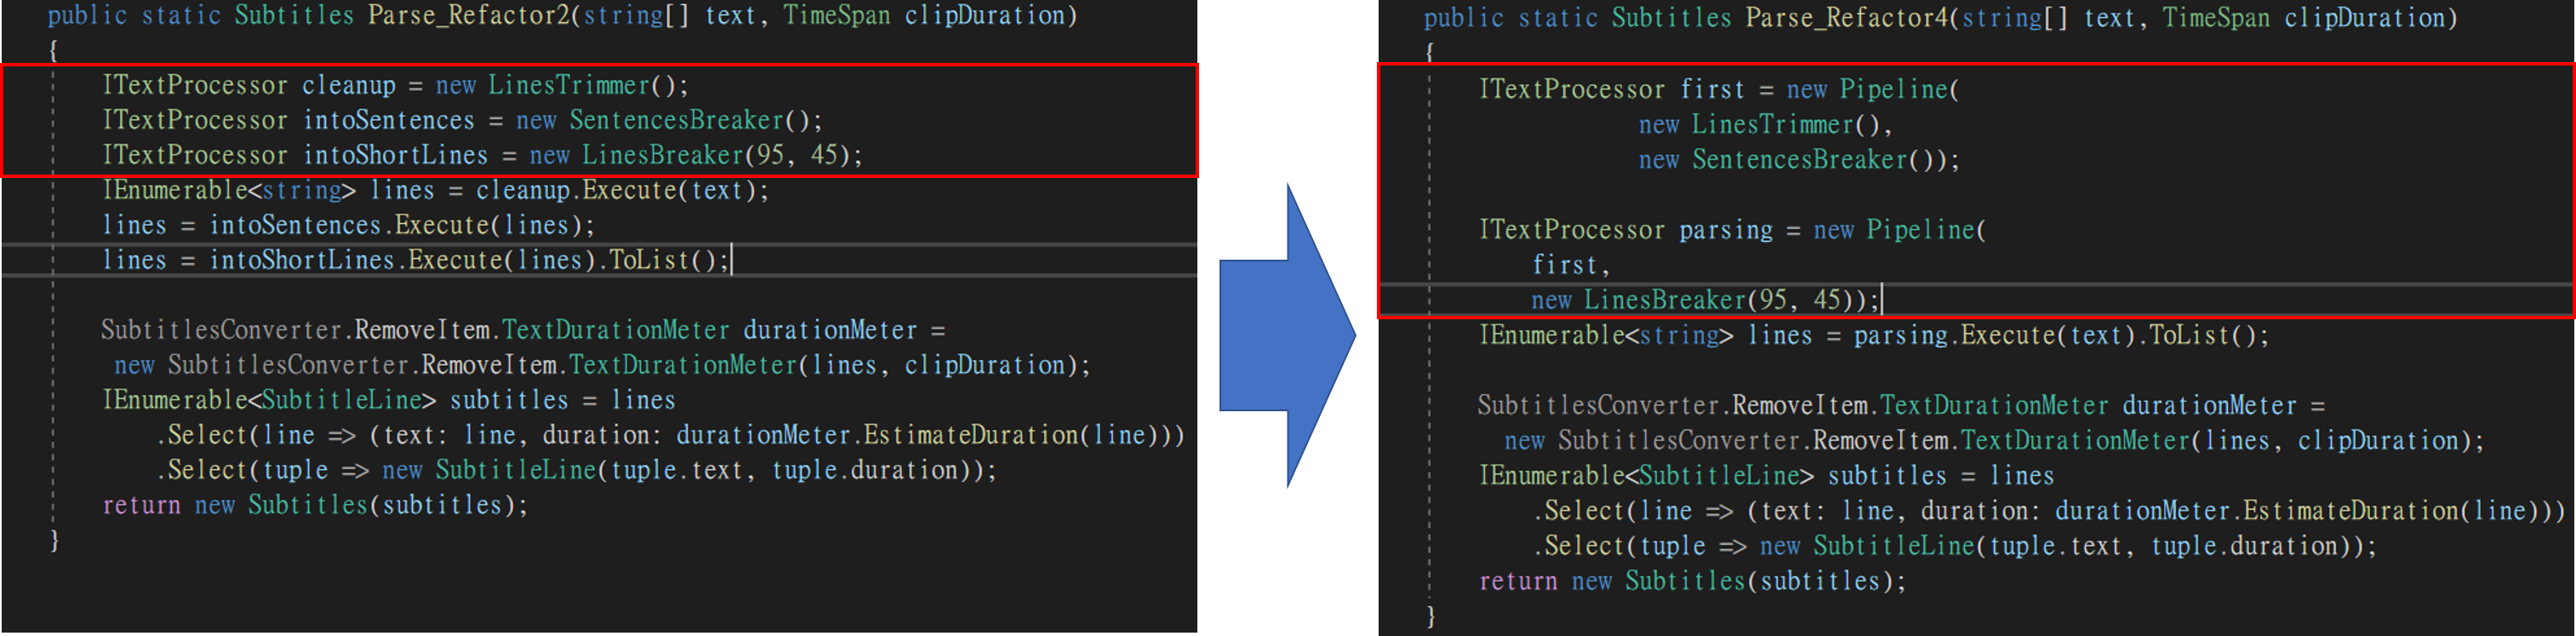 public static Subtitles Parse_Refactor2(string[] text, TimeSpan clipDuration)
{
    ITextProcessor cleanup = new LinesTrimmer();
    ITextProcessor intoSentences = new SentencesBreaker();
    ITextProcessor intoShortLines = new LinesBreaker(95, 45);
    IEnumerable<string> lines = cleanup.Execute(text);
    lines = intoSentences.Execute(lines);
    lines = intoShortLines.Execute(lines).ToList();

    SubtitlesConverter.RemoveItem.TextDurationMeter durationMeter =
     new SubtitlesConverter.RemoveItem.TextDurationMeter(lines, clipDuration);
    IEnumerable<SubtitleLine> subtitles = lines
        .Select(line => (text: line, duration: durationMeter.EstimateDuration(line)))
        .Select(tuple => new SubtitleLine(tuple.text, tuple.duration));
    return new Subtitles(subtitles);
}
public static Subtitles Parse_Refactor4(string[] text, TimeSpan clipDuration)
{
    ITextProcessor first = new Pipeline(
                new LinesTrimmer(),
                new SentencesBreaker());

    ITextProcessor parsing = new Pipeline(
        first,
        new LinesBreaker(95, 45));
    IEnumerable<string> lines = parsing.Execute(text).ToList();

    SubtitlesConverter.RemoveItem.TextDurationMeter durationMeter =
      new SubtitlesConverter.RemoveItem.TextDurationMeter(lines, clipDuration);
    IEnumerable<SubtitleLine> subtitles = lines
        .Select(line => (text: line, duration: durationMeter.EstimateDuration(line)))
        .Select(tuple => new SubtitleLine(tuple.text, tuple.duration));
    return new Subtitles(subtitles);
}